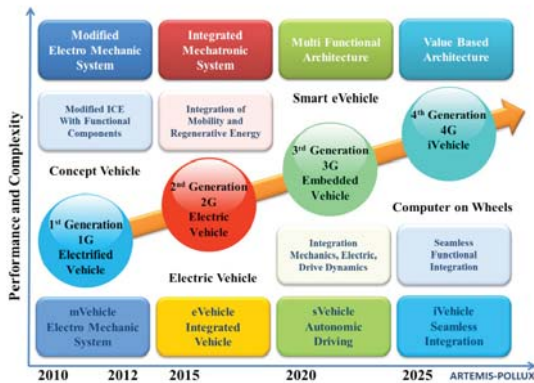 Modified
Electro Mechanic
System
Integrated
Mechatronic
System
Multi Functional
Architecture
Value Based
Architecture
Modified ICE
With Functional
Components
Integration of
Mobility and
Regenerative Energy
Smart eVehicle
4th Generation
4G
iVehicle
Concept Vehicle
3rd Generation
3G
Embedded
Vehicle
2nd Generation
2G
Electric
Vehicle
1st Generation
1G
Electrified
Vehicle
Computer on Wheels
Electric Vehicle
Integration
Mechanics, Electric,
Drive Dynamics
Seamless
Functional
Integration
mVehicle
Electro Mechanic
System
eVehicle
Integrated
Vehicle
sVehicle
Autonomic
Driving
iVehicle
Seamless
Integration
Performance and Complexity
2010 2012 2015 2020 2025 ARTEMIS-POLLUX